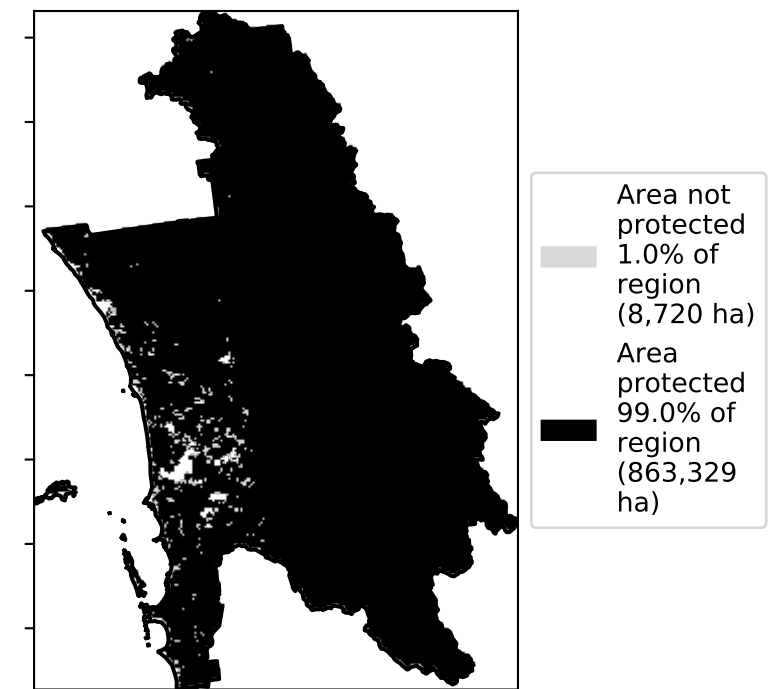 Area not
protected
1.0% of
region
(8,720 ha)
Area
protected
99.0% of
region
(863,329
ha)